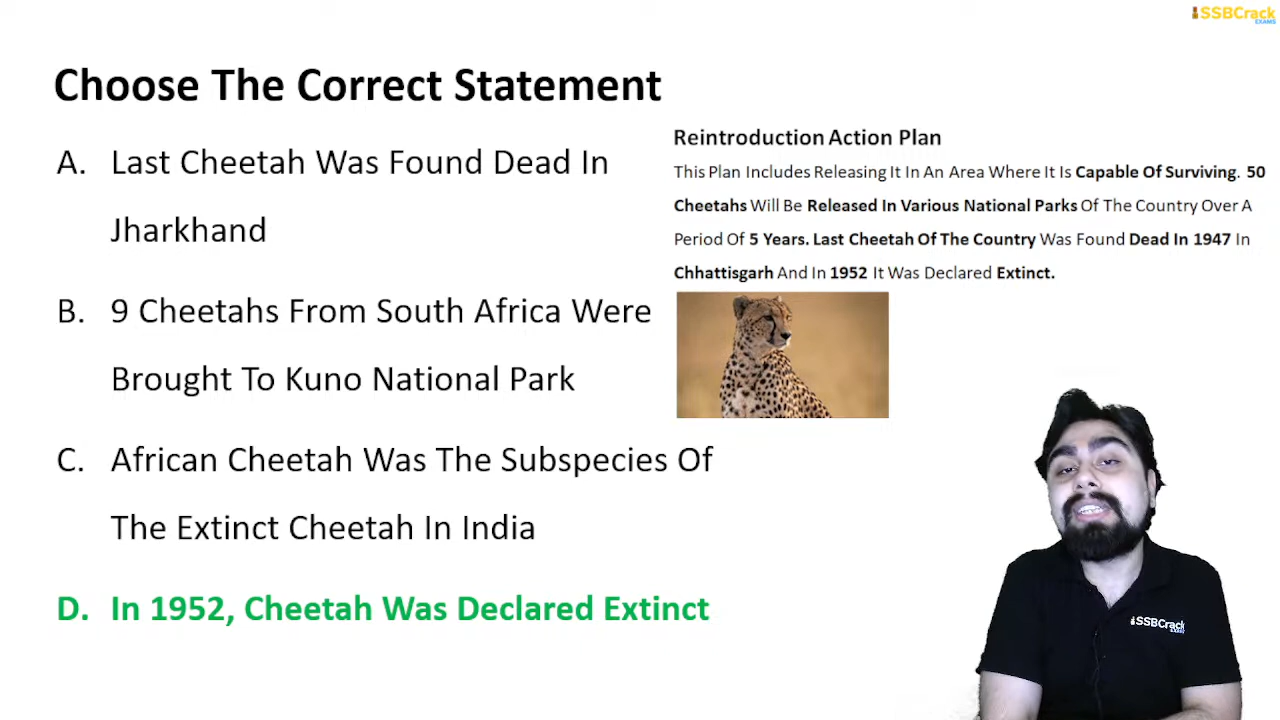 SSBCrack
EXAMS
Choose The Correct Statement
A. Last Cheetah Was Found Dead In
Jharkhand
B. 9 Cheetahs From South Africa Were
Brought To Kuno National Park
C. African Cheetah Was The Subspecies Of
The Extinct Cheetah In India
D. In 1952, Cheetah Was Declared Extinct
Reintroduction Action Plan
This Plan Includes Releasing It In An Area Where It Is Capable Of Surviving. 50
Cheetahs Will Be Released In Various National Parks Of The Country Over A
Period Of 5 Years. Last Cheetah Of The Country Was Found Dead In 1947 In
Chhattisgarh And In 1952 It Was Declared Extinct.
SSBCrack
EXAMS